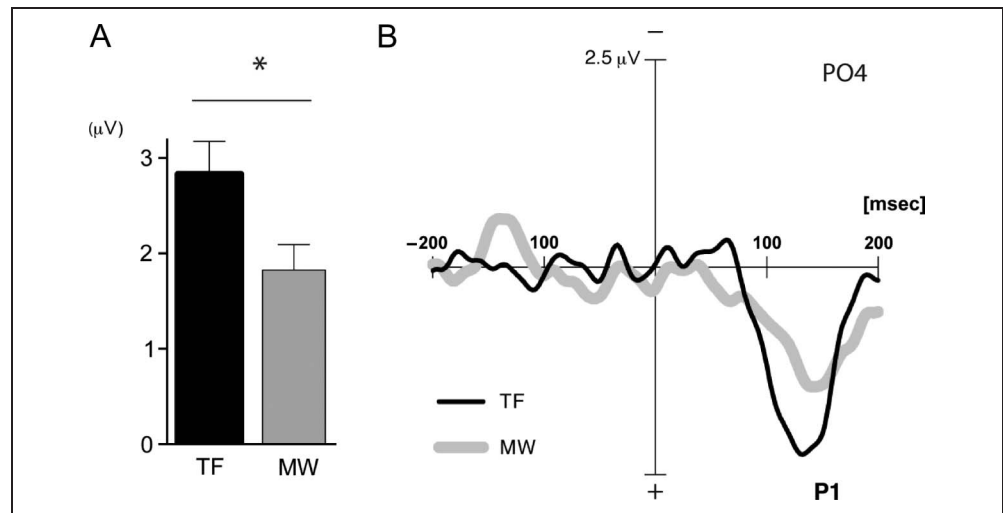 A
*
(μV)
3
2
1
0
TF
MW
B
−
2.5 μV
PO4
[msec]
−200
100
100
200
TF
MW
+
P1